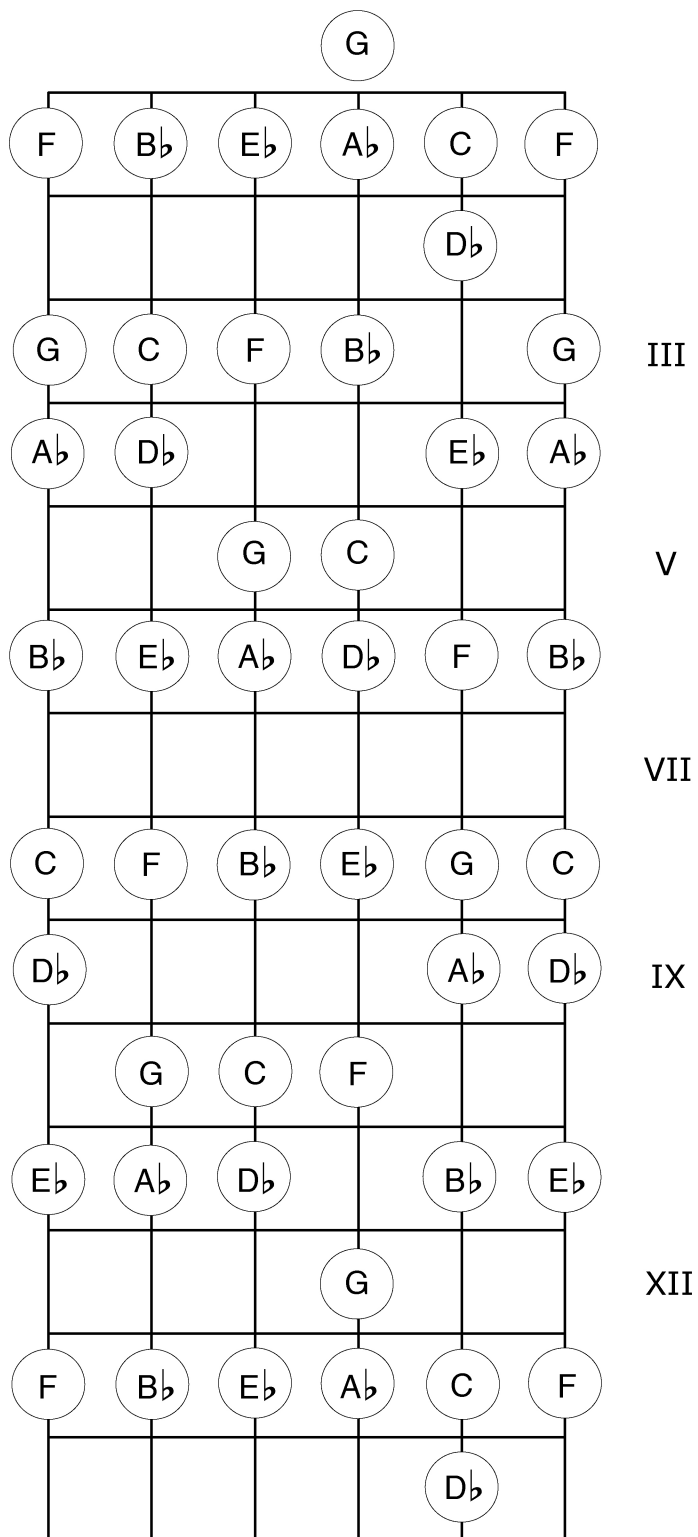 G
F B♭ E♭ A♭ C F
D♭
G C F B♭ G III
A♭ D♭ E♭ A♭
G C V
B♭ E♭ A♭ D♭ F B♭
VII
C F B♭ E♭ G C
D♭ A♭ D♭ IX
G C F
E♭ A♭ D♭ B♭ E♭
G XII
F B♭ E♭ A♭ C F
D♭